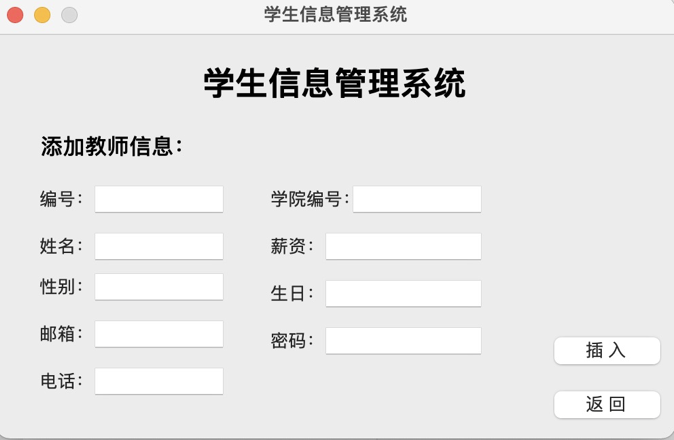 学生信息管理系统
学生信息管理系统
添加教师信息：
编号： 学院编号：
姓名： 薪资：
性别：
生日：
邮箱： 密码：
插 入
电话：
返 回